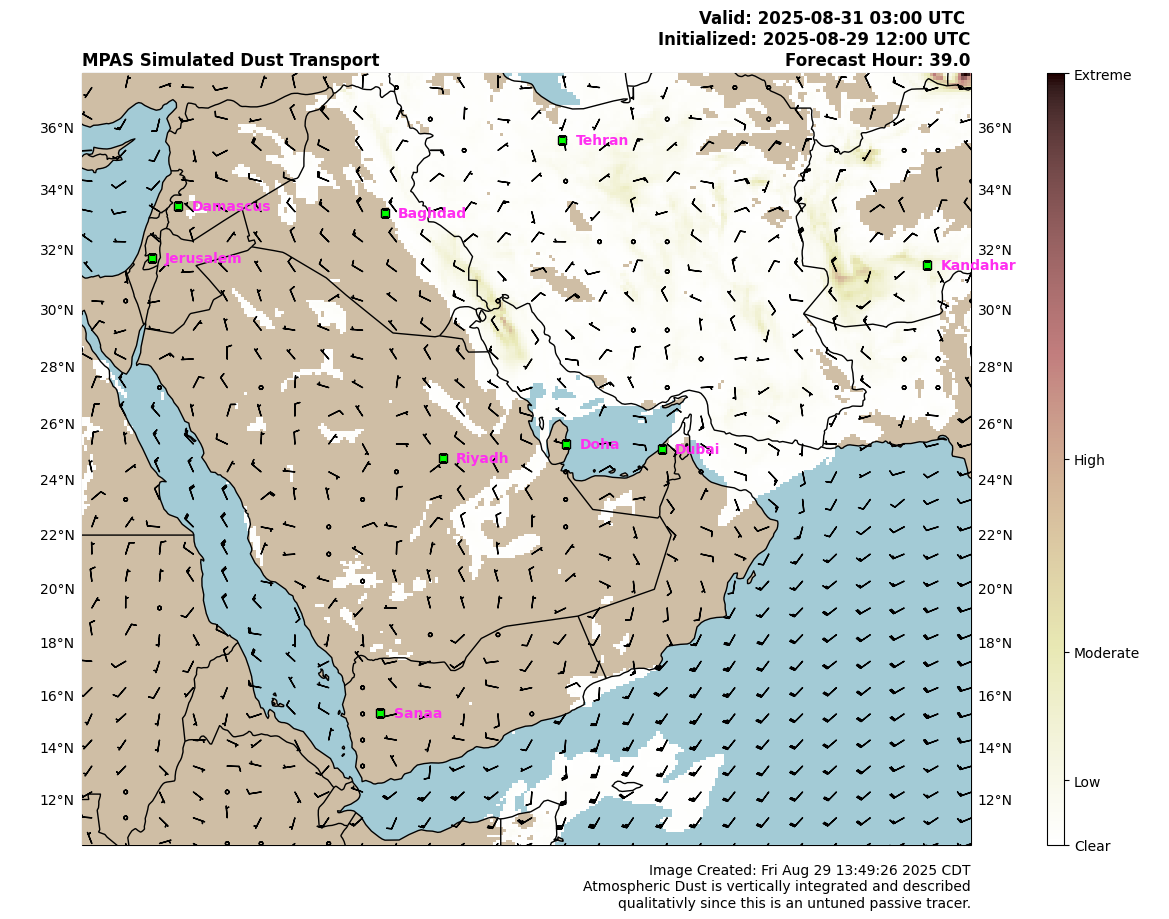 Valid: 2025-08-31 03:00 UTC
Initialized: 2025-08-29 12:00 UTC
MPAS Simulated Dust Transport Forecast Hour: 39.0
Extreme
36°N Tehran 36°N
34°N Damascus Baghdad 34°N
32°N Jerusalem 32°N
Kandahar
30°N 30°N
28°N 28°N
26°N 26°N
Doha Dubai
Riyadh High
24°N 24°N
22°N 22°N
20°N 20°N
18°N 18°N
Moderate
16°N 16°N
Sanaa
14°N 14°N
Low
12°N 12°N
Clear
Image Created: Fri Aug 29 13:49:26 2025 CDT
Atmospheric Dust is vertically integrated and described
qualitativly since this is an untuned passive tracer.